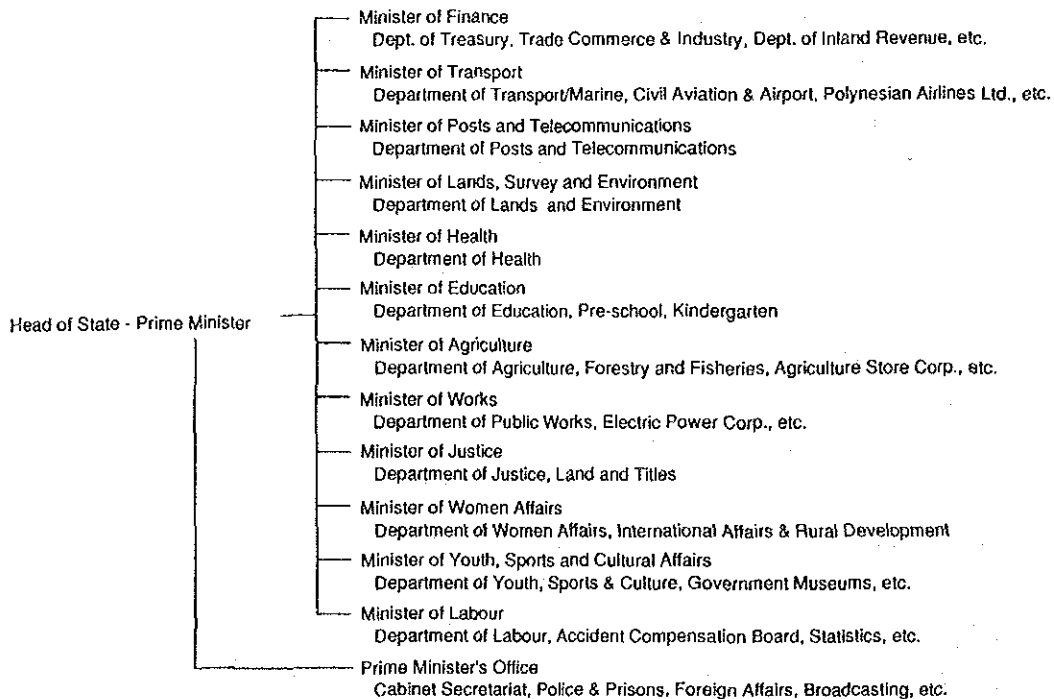 Minister of Finance
Dept. of Treasury, Trade Commerce & Industry, Dept. of Inland Revenue, etc.
Minister of Transport
Department of Transport/Marine, Civil Aviation & Airport, Polynesian Airlines Ltd., etc.
Minister of Posts and Telecommunications
Department of Posts and Telecommunications
Minister of Lands, Survey and Environment
Department of Lands and Environment
Minister of Health
Department of Health
Minister of Education
Department of Education, Pre-school, Kindergarten
Head of State - Prime Minister
Minister of Agriculture
Department of Agriculture, Forestry and Fisheries, Agriculture Store Corp., etc.
Minister of Works
Department of Public Works, Electric Power Corp., etc.
Minister of Justice
Department of Justice, Land and Titles
Minister of Women Affairs
Department of Women Affairs, International Affairs & Rural Development
Minister of Youth, Sports and Cultural Affairs
Department of Youth, Sports & Culture, Government Museums, etc.
Minister of Labour
Department of Labour, Accident Compensation Board, Statistics, etc.
Prime Minister's Office
Cabinet Secretariat, Police & Prisons, Foreign Affairs, Broadcasting, etc.